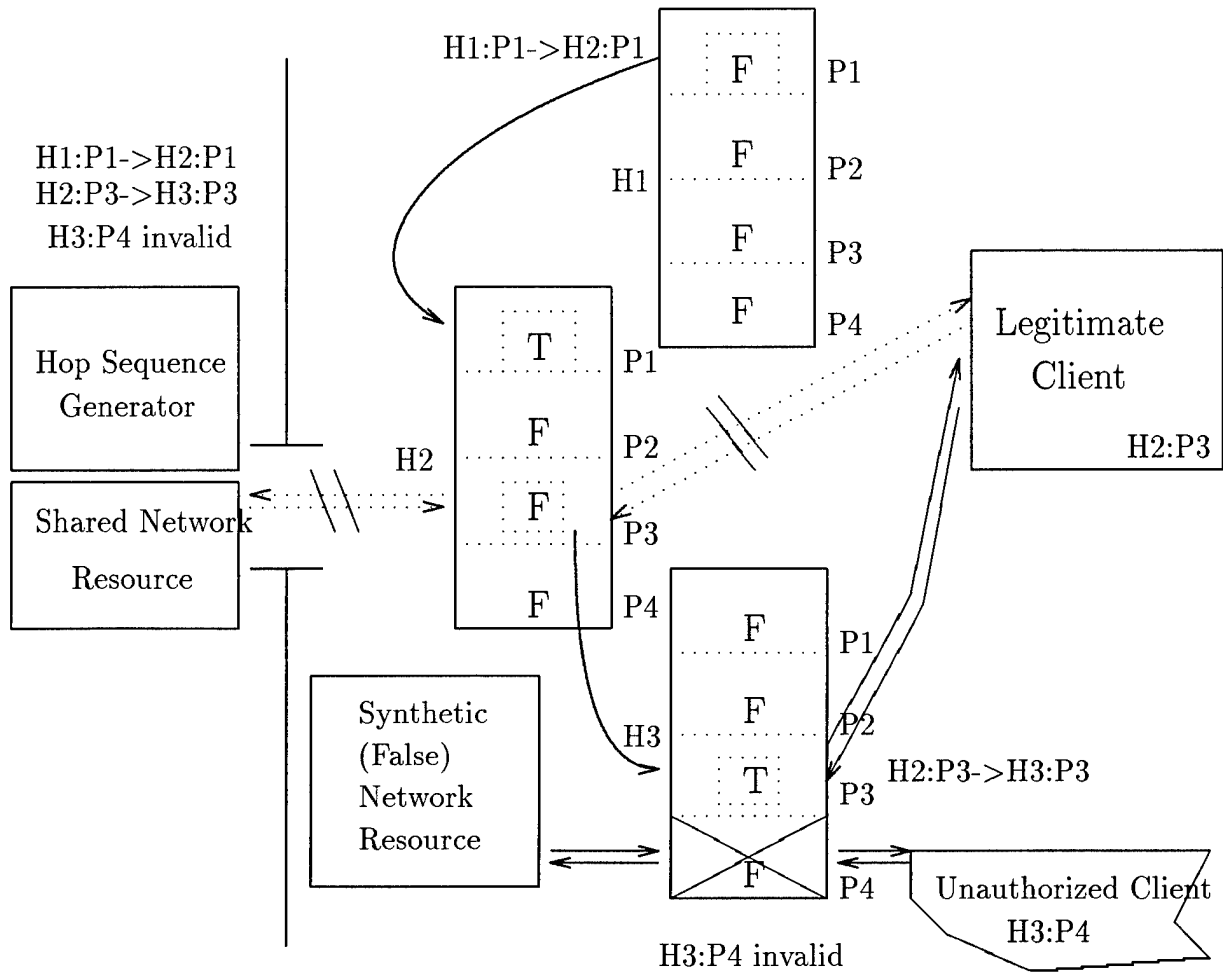 H1:P1->H2:P1
F
P1
H1:P1->H2:P1
H2:P3->H3:P3
H3:P4 invalid
F
P2
H1
F
P3
F
P4
Hop Sequence
Generator
T
P1
Legitimate
Client
H2:P3
F
P2
H2
Shared Network
Resource
F
P3
F
P4
F
P1
Synthetic
(False)
Network
Resource
F
P2
H3
T
P3
H2:P3->H3:P3
F
P4
Unauthorized Client
H3:P4
H3:P4 invalid